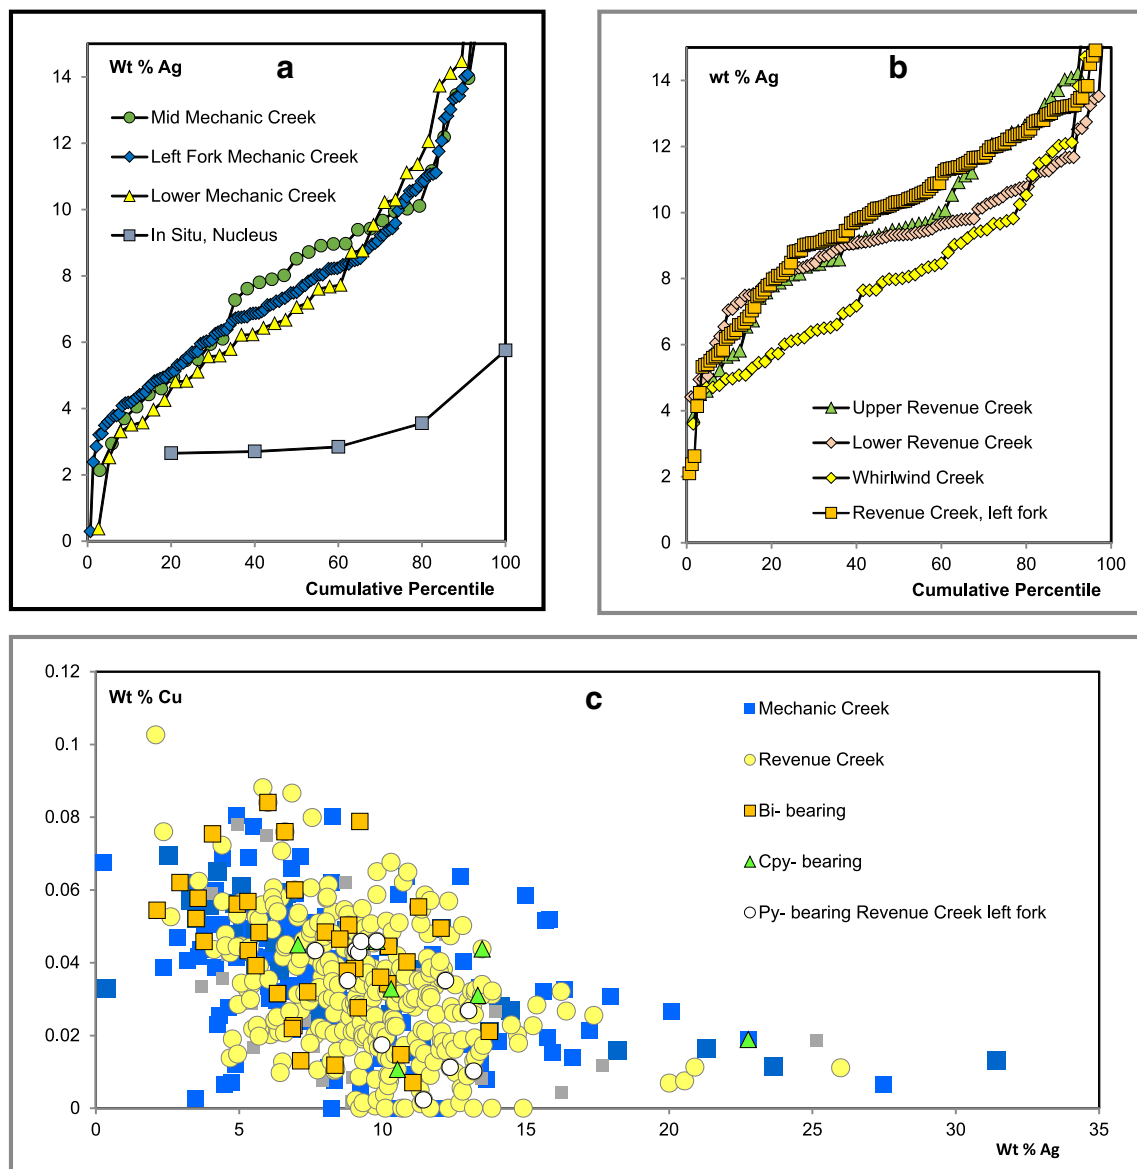 Wt % Ag
a
14
12
10
8
6
4
2
0
Mid Mechanic Creek
Left Fork Mechanic Creek
Lower Mechanic Creek
In Situ, Nucleus
0 20 40 60 80 100
Cumulative Percentile
wt % Ag
b
14
12
10
8
6
4
2
0
Upper Revenue Creek
Lower Revenue Creek
Whirlwind Creek
Revenue Creek, left fork
0 20 40 60 80 100
Cumulative Percentile
Wt % Cu
c
0.12
0.1
0.08
0.06
0.04
0.02
0
Mechanic Creek
Revenue Creek
Bi- bearing
Cpy- bearing
Py- bearing Revenue Creek left fork
0 5 10 15 20 25 30 35
Wt % Ag